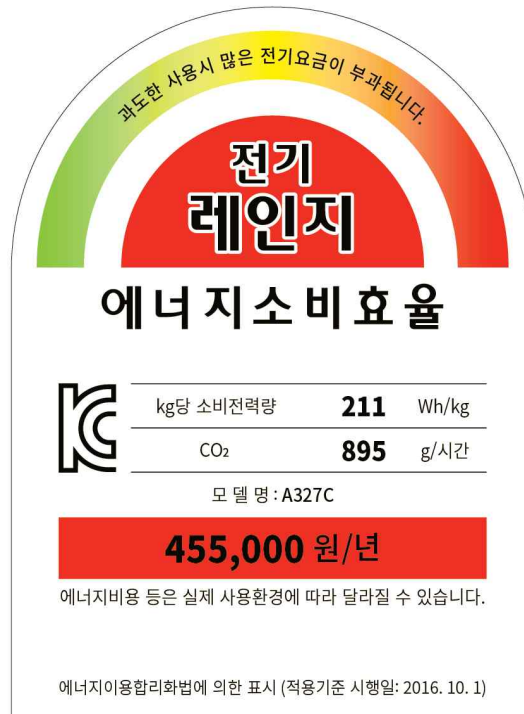 과도한 사용시 많은 전기요금이 부과됩니다.
전기
레인지
에너지소비효율
kg당 소비전력량 211 Wh/kg
CO₂ 895 g/시간
모델명 : A327C
455,000 원/년
에너지비용 등은 실제 사용환경에 따라 달라질 수 있습니다.
에너지이용합리화법에 의한 표시 (적용기준 시행일: 2016. 10. 1)